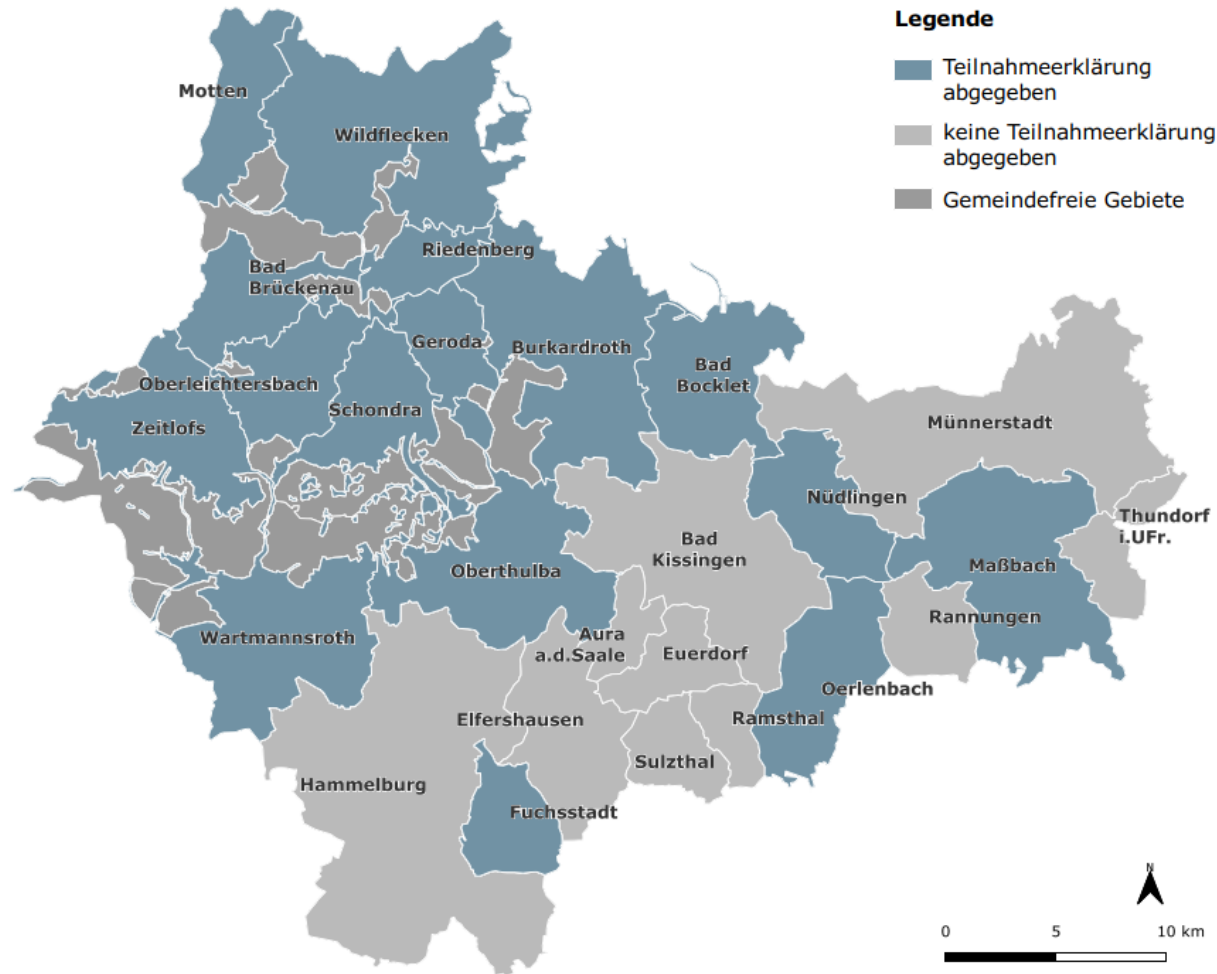 Legende
Teilnahmeerklärung
abgegeben
keine Teilnahmeerklärung
abgegeben
Gemeindefreie Gebiete
Motten
Wildflecken
Riedenberg
Bad
Brückenau
Geroda
Burkardroth
Bad
Bocklet
Oberleichtersbach
Schondra
Zeitlofs
Münnerstadt
Nüdlingen
Thundorf
i.UFr.
Bad
Kissingen
Oberthulba
Maßbach
Rannungen
Wartmannsroth
Aura
a.d.Saale
Euerdorf
Oerlenbach
Elfershausen
Ramsthal
Sulzthal
Hammelburg
Fuchsstadt
N
0 5 10 km